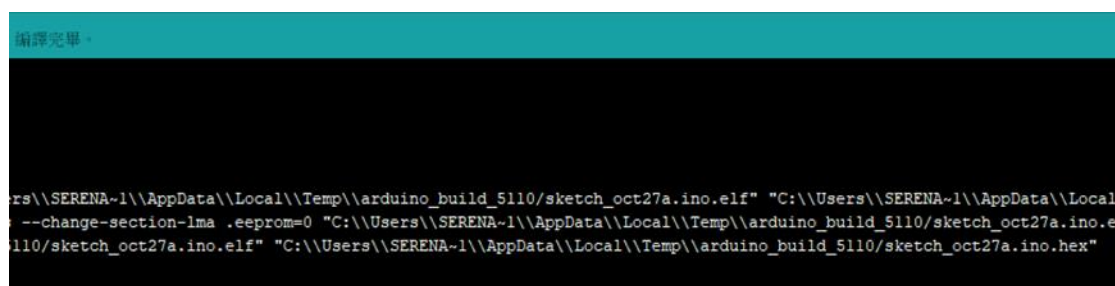 編譯完畢。
rs\\SERENA~1\\AppData\\Local\\Temp\\arduino_build_5110/sketch_oct27a.ino.elf" "C:\\Users\\SERENA~1\\AppData\\Local
--change-section-lma .eeprom=0 "C:\\Users\\SERENA~1\\AppData\\Local\\Temp\\arduino_build_5110/sketch_oct27a.ino.e
110/sketch_oct27a.ino.elf" "C:\\Users\\SERENA~1\\AppData\\Local\\Temp\\arduino_build_5110/sketch_oct27a.ino.hex"